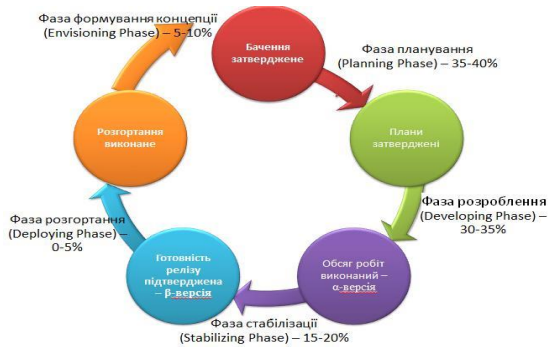 Фаза формування концепції
(Envisioning Phase) – 5-10%
Бачення
затверджене
Фаза планування
(Planning Phase) – 35-40%
Плани
затверджені
Фаза розроблення
(Developing Phase) –
30-35%
Обсяг робіт
виконаний –
α-версія
Фаза стабілізації
(Stabilizing Phase) – 15-20%
Готовність
релізу
підтверджена
– β-версія
Фаза розгортання
(Deploying Phase) –
0-5%
Розгортання
виконане